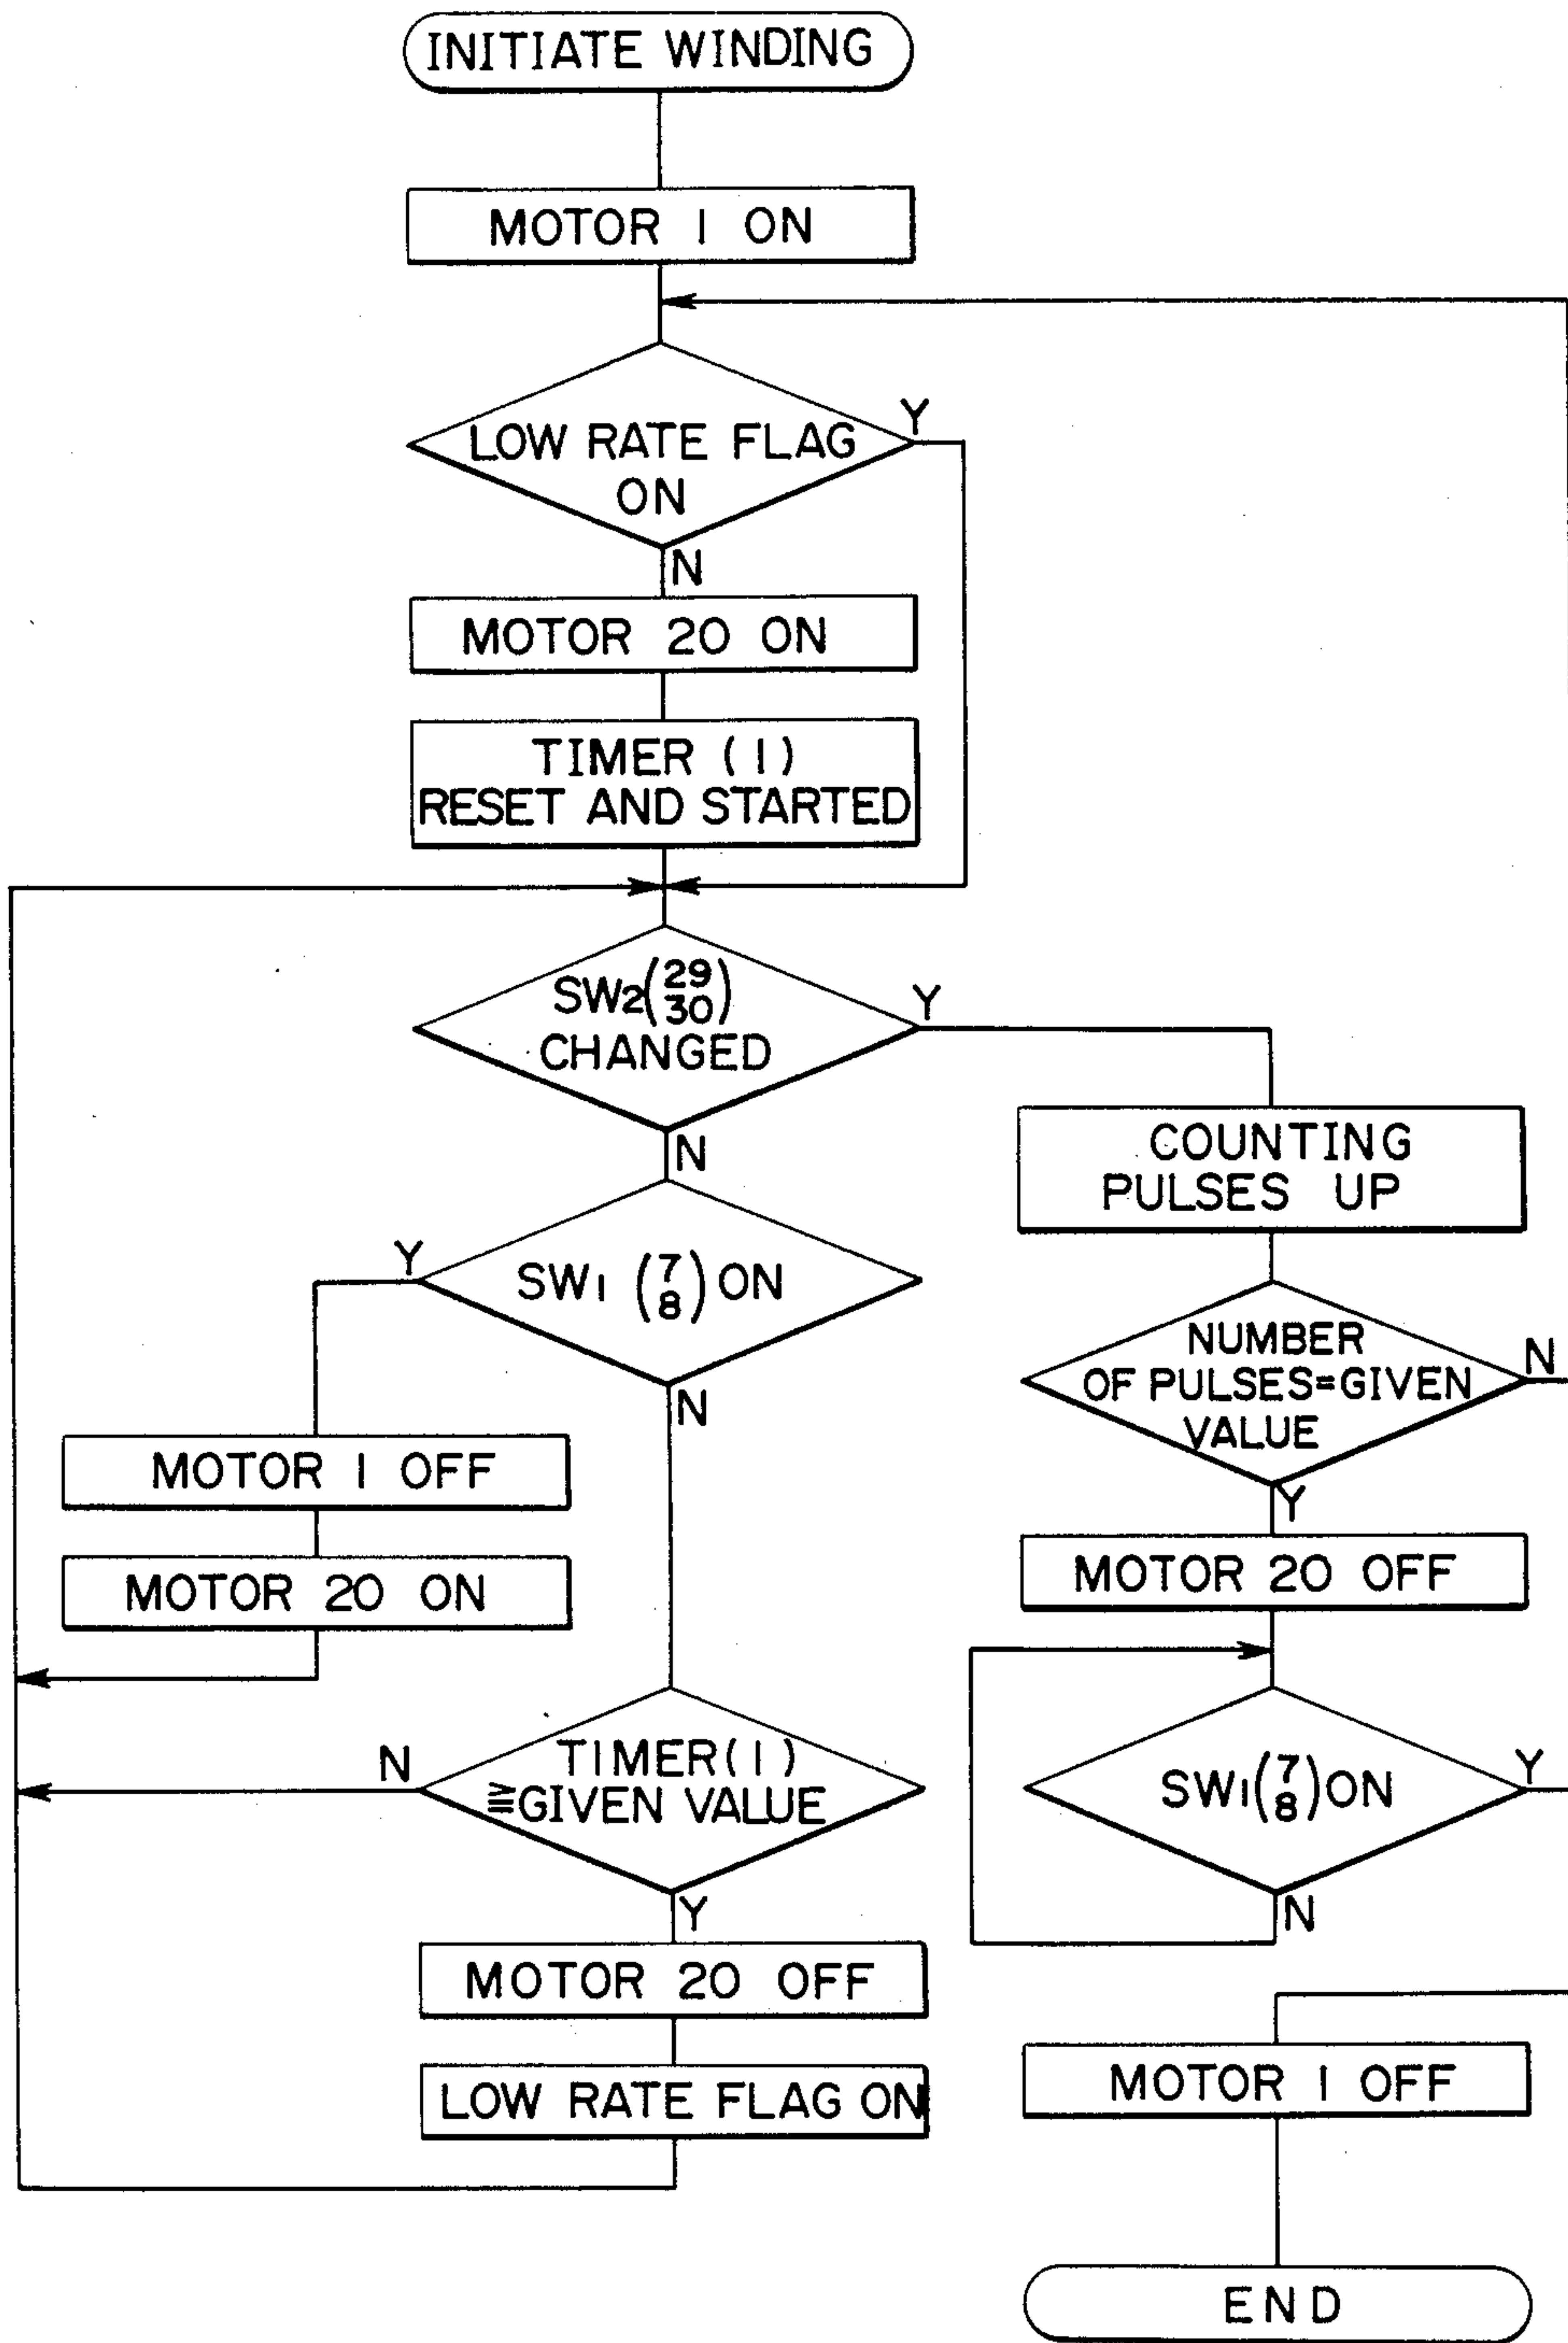 INITIATE WINDING
MOTOR 1 ON
LOW RATE FLAG
ON
Y
N
MOTOR 20 ON
TIMER (1)
RESET AND STARTED
SW2(29
30)
CHANGED
Y
N
SW1 (7
8) ON
Y
N
MOTOR 1 OFF
MOTOR 20 ON
TIMER(1)
≧GIVEN VALUE
N
Y
MOTOR 20 OFF
LOW RATE FLAG ON
COUNTING
PULSES UP
NUMBER
OF PULSES=GIVEN
VALUE
N
Y
MOTOR 20 OFF
SW1(7
8)ON
Y
N
MOTOR 1 OFF
END